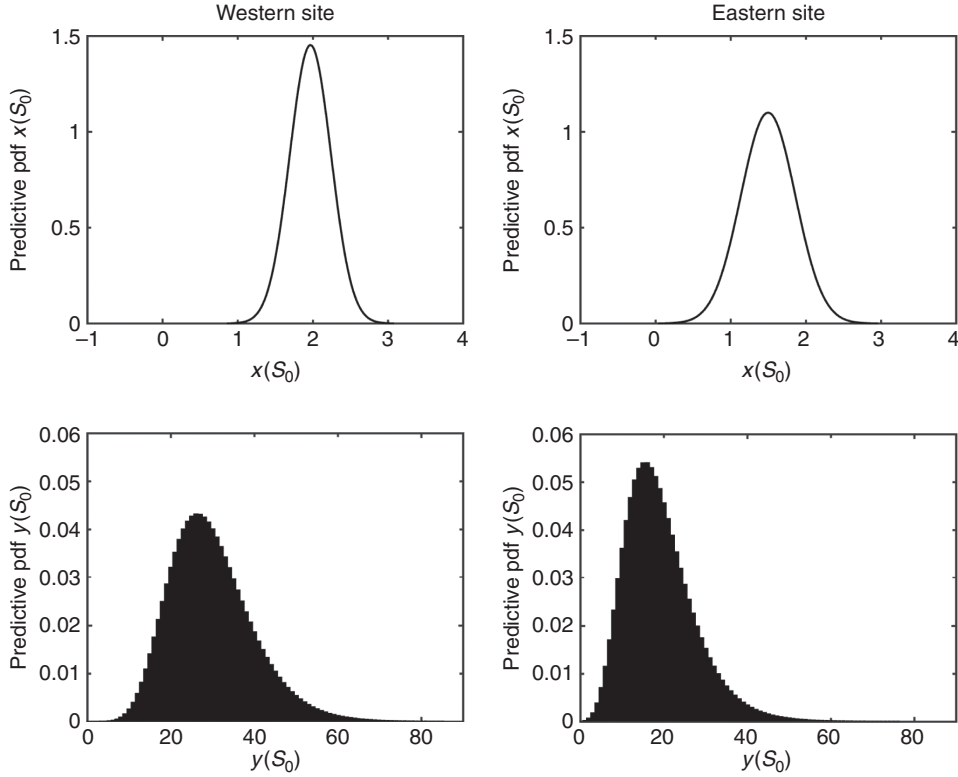 Western site
Predictive pdf x(S0)
1.5
1
0.5
0
–1 0 1 2 3 4
x(S0)
Eastern site
Predictive pdf x(S0)
1.5
1
0.5
0
–1 0 1 2 3 4
x(S0)
Predictive pdf y(S0)
0.06
0.05
0.04
0.03
0.02
0.01
0
0 20 40 60 80
y(S0)
Predictive pdf y(S0)
0.06
0.05
0.04
0.03
0.02
0.01
0
0 20 40 60 80
y(S0)